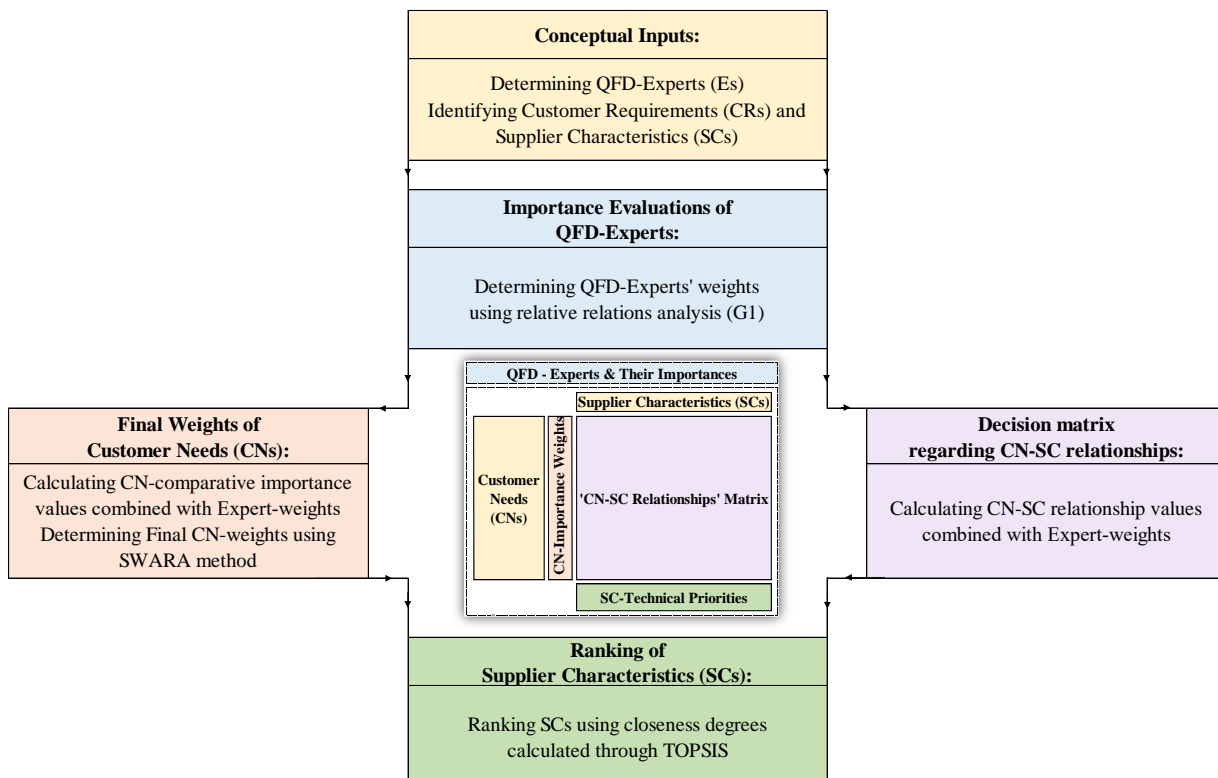 Conceptual Inputs:
Determining QFD-Experts (Es)
Identifying Customer Requirements (CRs) and
Supplier Characteristics (SCs)
Importance Evaluations of
QFD-Experts:
Determining QFD-Experts' weights
using relative relations analysis (G1)
QFD - Experts & Their Importances
Supplier Characteristics (SCs)
Customer
Needs
(CNs)
CN-Importance Weights
'CN-SC Relationships' Matrix
SC-Technical Priorities
Final Weights of
Customer Needs (CNs):
Calculating CN-comparative importance
values combined with Expert-weights
Determining Final CN-weights using
SWARA method
Decision matrix
regarding CN-SC relationships:
Calculating CN-SC relationship values
combined with Expert-weights
Ranking of
Supplier Characteristics (SCs):
Ranking SCs using closeness degrees
calculated through TOPSIS